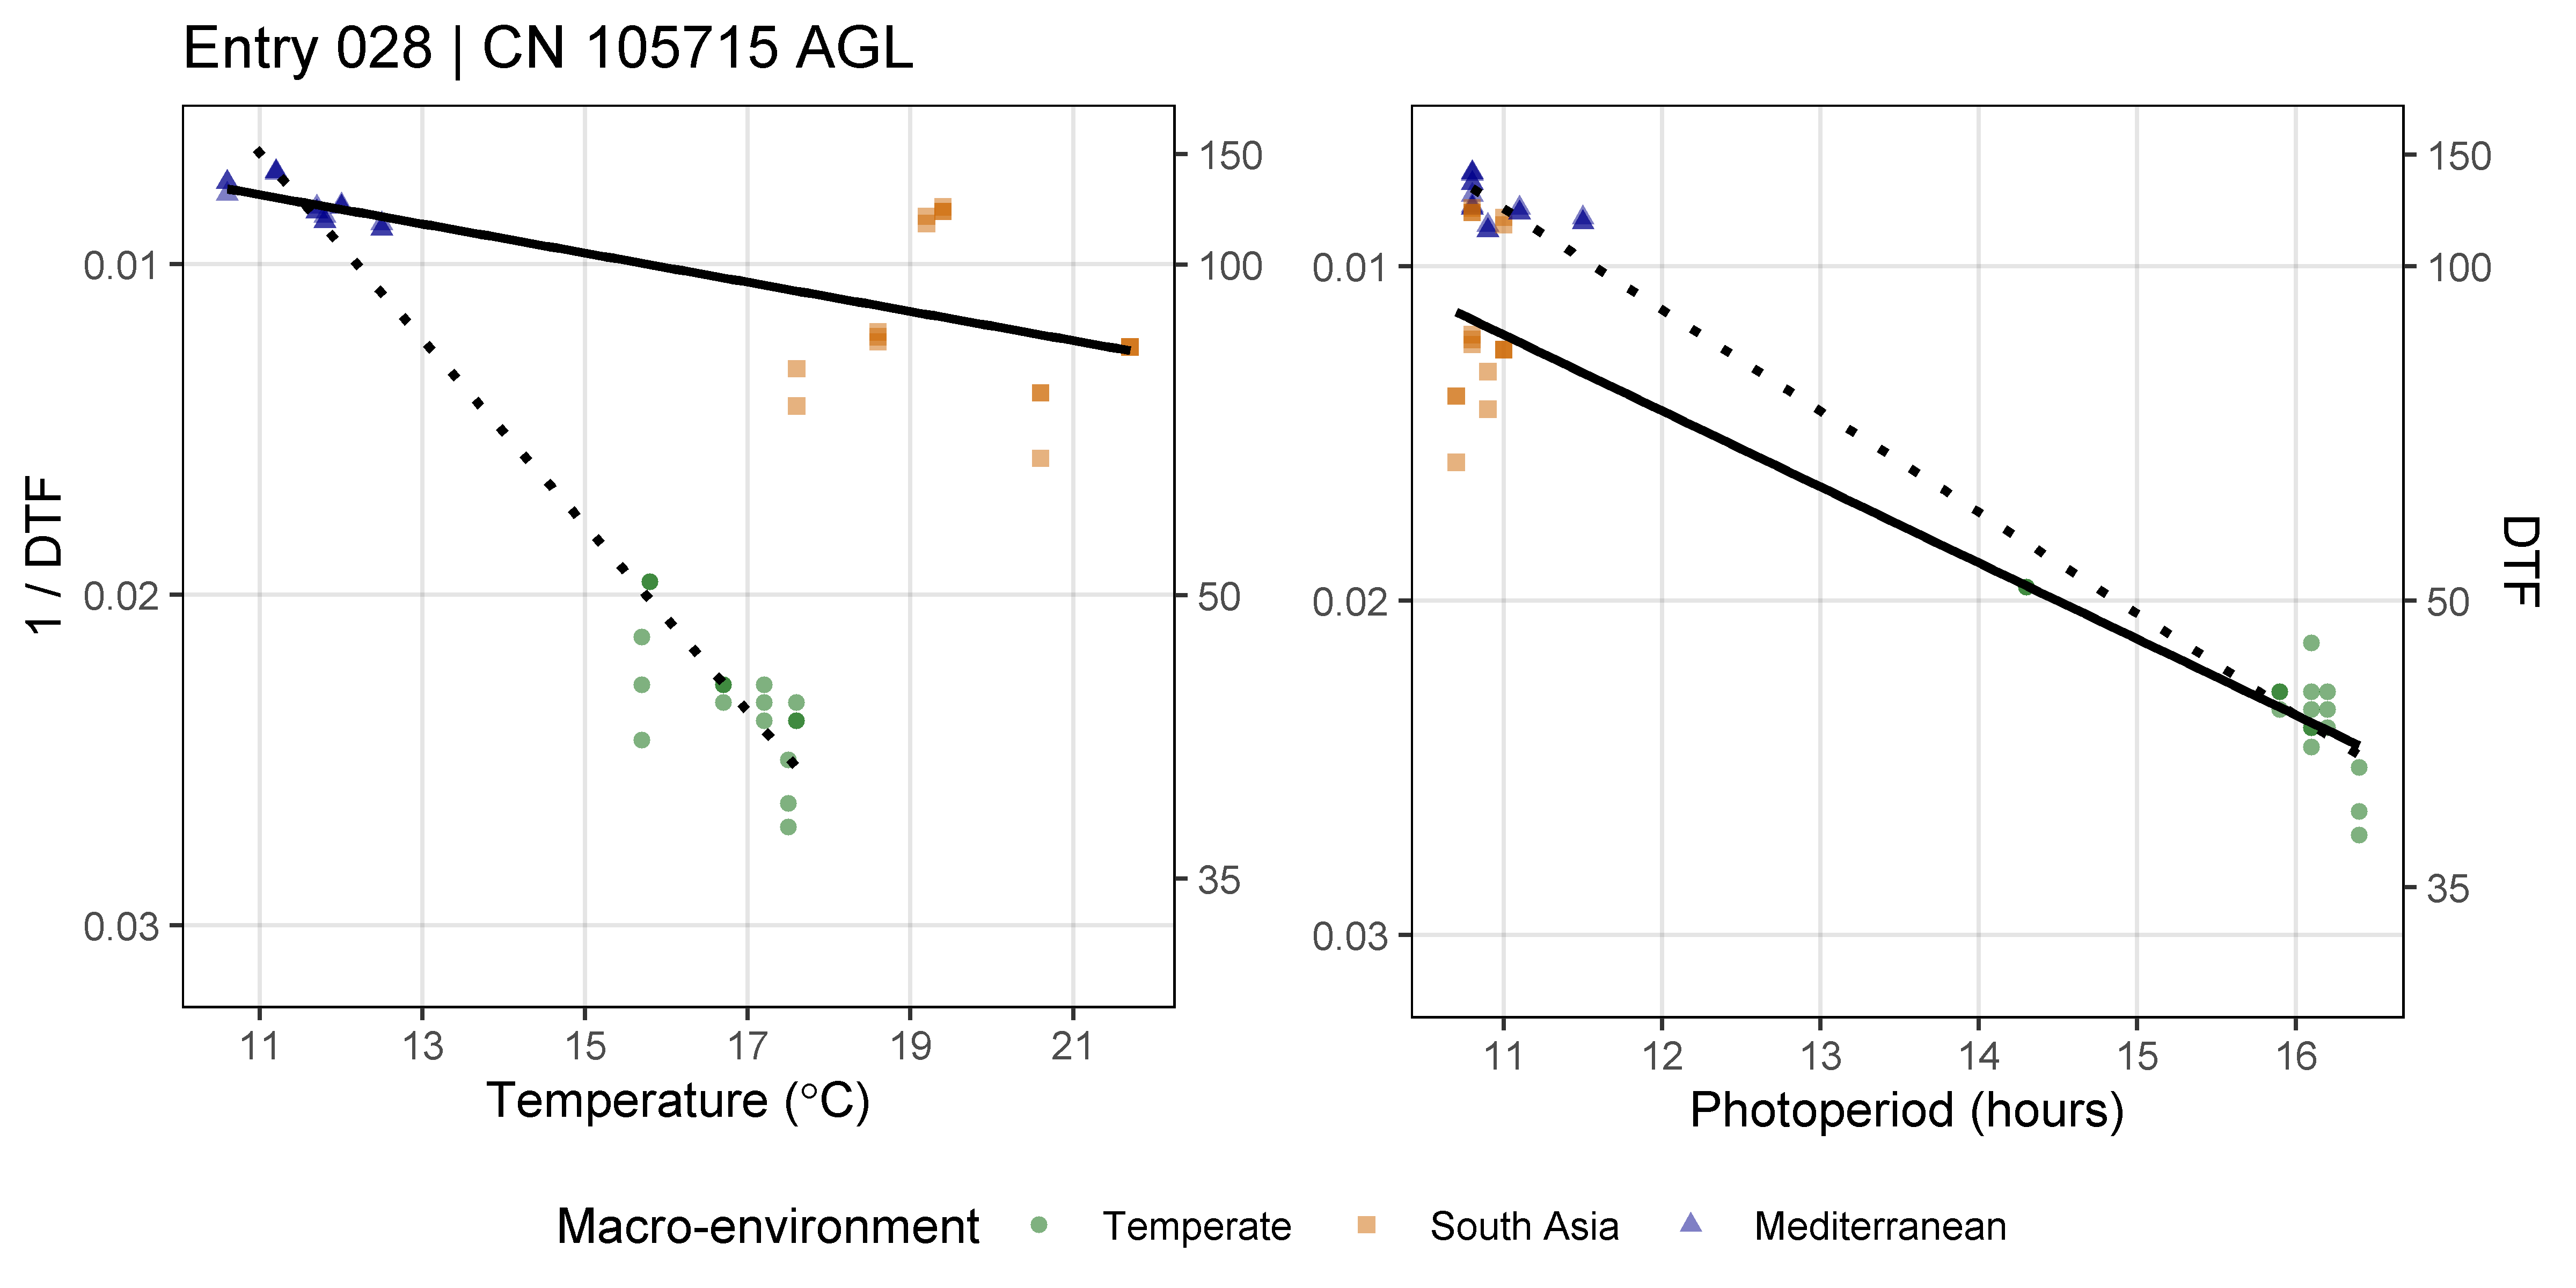 Entry 028 | CN 105715 AGL
1 / DTF
0.01
0.02
0.03
150
100
50
35
11 13 15 17 19 21
Temperature (°C)
0.01
0.02
0.03
150
100
50
35
DTF
11 12 13 14 15 16
Photoperiod (hours)
Macro-environment Temperate South Asia Mediterranean